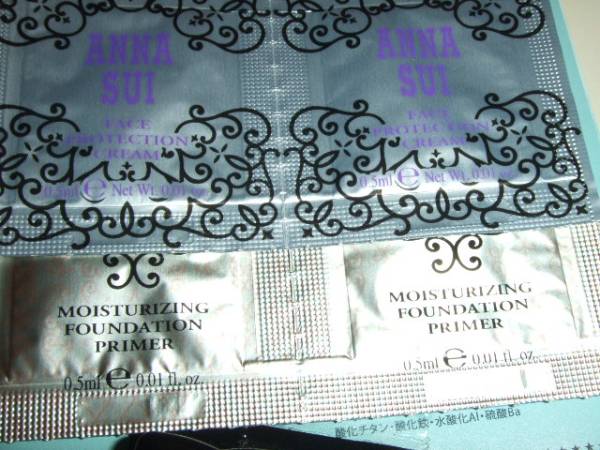 ANNA
SUI
FACE
PROTECTION
CREAM
0.5ml e Net Wt. 0.01 oz.
ANNA
SUI
FACE
PROTECTION
CREAM
0.5ml e Net Wt. 0.01 oz.
MOISTURIZING
FOUNDATION
PRIMER
0.5ml e 0.01 fl. oz.
MOISTURIZING
FOUNDATION
PRIMER
0.5ml e 0.01 fl. oz.
酸化チタン・酸化鉄・水酸化Al・硫酸Ba